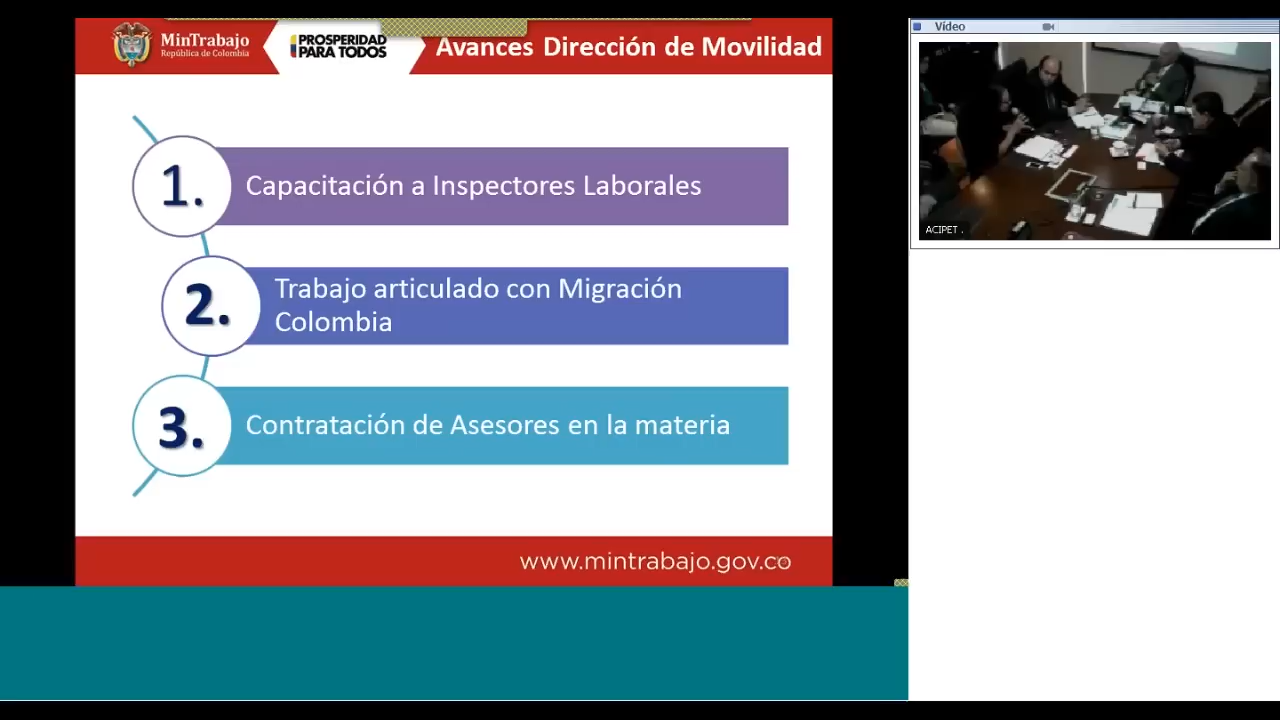 MinTrabajo
República de Colombia
PROSPERIDAD
PARA TODOS
Avances Dirección de Movilidad
Vídeo
1.
Capacitación a Inspectores Laborales
2.
Trabajo articulado con Migración
Colombia
3.
Contratación de Asesores en la materia
ACIPET .
www.mintrabajo.gov.co